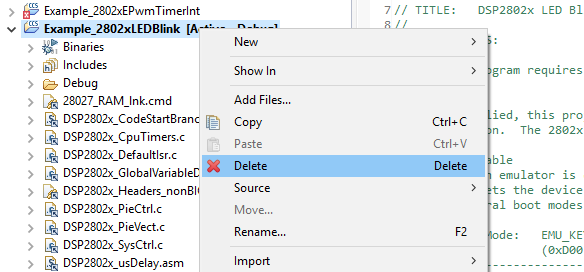 Example_2802xEPwmTimerInt
Example_2802xLEDBlink [Active - Debug]
Binaries
Includes
Debug
28027_RAM_lnk.cmd
DSP2802x_CodeStartBranc
DSP2802x_CpuTimers.c
DSP2802x_DefaultIsr.c
DSP2802x_GlobalVariableD
DSP2802x_Headers_nonBI
DSP2802x_PieCtrl.c
DSP2802x_PieVect.c
DSP2802x_SysCtrl.c
DSP2802x_usDelay.asm
New
Show In
Add Files...
Copy Ctrl+C
Paste Ctrl+V
Delete Delete
Source
Move...
Rename... F2
Import
7 // TITLE: DSP2802x LED Bl
8 //
S:
ogram requires
lied, this pro
on. The 2802x
able
n emulator is
ets the device
ral boot modes
Mode: EMU_KE
(0xD00